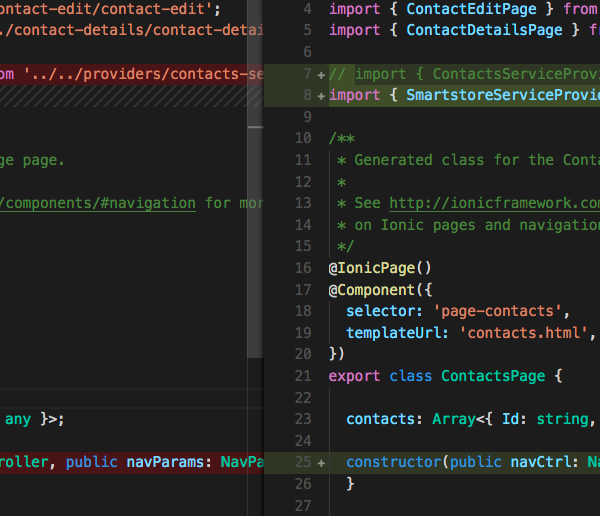 ontact-edit/contact-edit';
./contact-details/contact-detai
om '../../providers/contacts-se
ge page.
/components/#navigation for mor
any }>;
roller, public navParams: NavPa
4 import { ContactEditPage } from
5 import { ContactDetailsPage } f
6
7 + // import { ContactsServiceProvi
8 + import { SmartstoreServiceProvide
9
10 /**
11 * Generated class for the Conta
12 *
13 * See http://ionicframework.com
14 * on Ionic pages and navigation
15 */
16 @IonicPage()
17 @Component({
18 selector: 'page-contacts',
19 templateUrl: 'contacts.html',
20 })
21 export class ContactsPage {
22
23 contacts: Array<{ Id: string,
24
25 + constructor(public navCtrl: Na
26 }
27